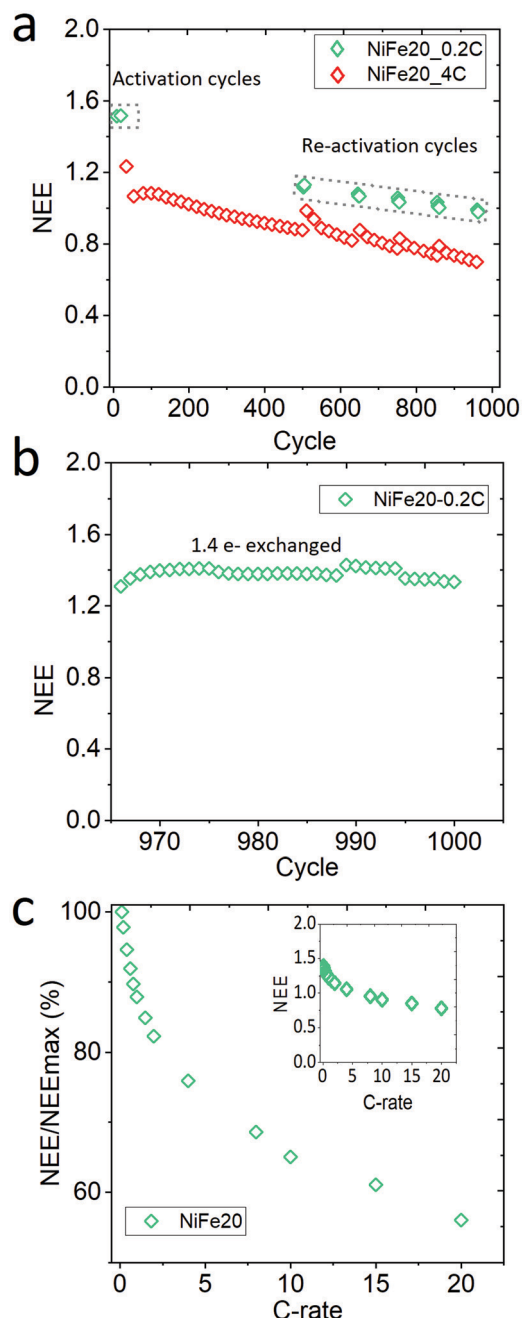 a
NiFe20_0.2C
NiFe20_4C
Activation cycles
Re-activation cycles
NEE
2.0
1.6
1.2
0.8
0.4
0.0
0 200 400 600 800 1000
Cycle
b
NiFe20-0.2C
1.4 e- exchanged
NEE
2.0
1.6
1.2
0.8
0.4
0.0
970 980 990 1000
Cycle
c
NEE/NEEmax (%)
100
80
60
NEE
2.0
1.5
1.0
0.5
0.0
0 5 10 15 20
C-rate
NiFe20
0 5 10 15 20
C-rate